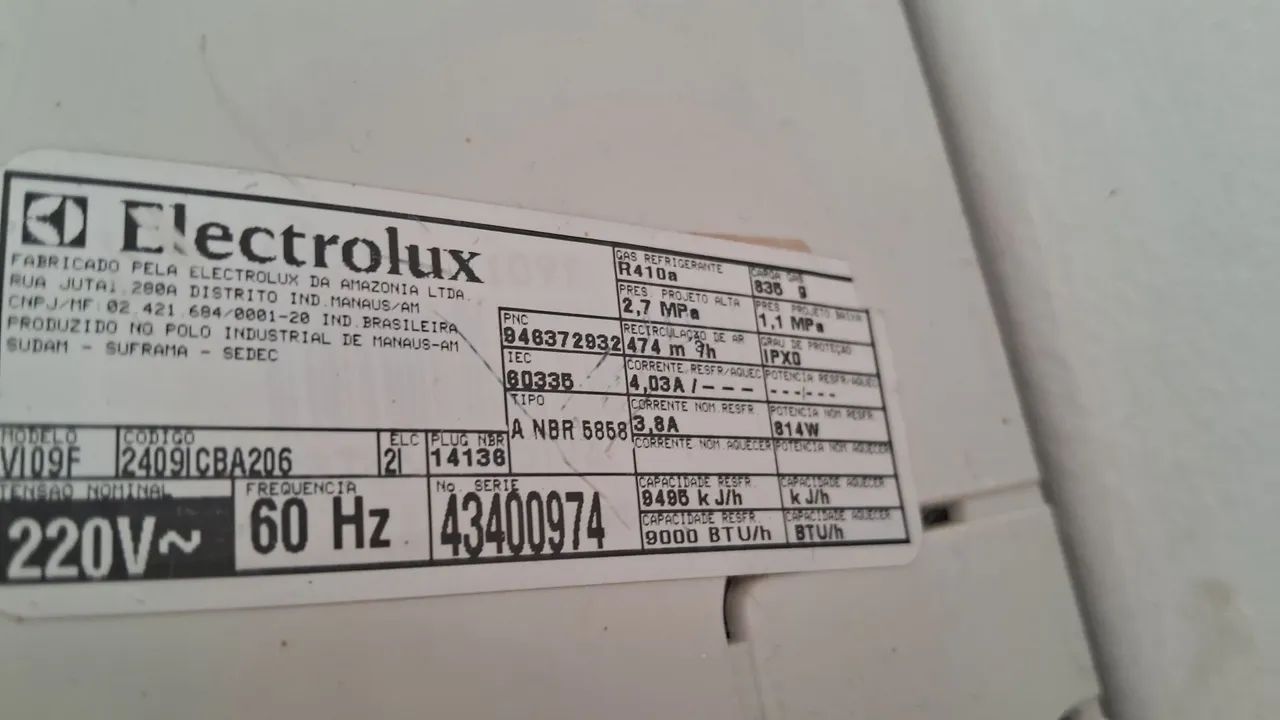 Electrolux
FABRICADO PELA ELECTROLUX DA AMAZONIA LTDA.
RUA JUTAI,280A DISTRITO IND.MANAUS/AM
CNPJ/MF:02.421.684/0001-20 IND.BRASILEIRA
PRODUZIDO NO POLO INDUSTRIAL DE MANAUS-AM
SUDAM - SUFRAMA - SEDEC
GAS REFRIGERANTE
R410a
CARGA GAS
835 g
PRES. PROJETO ALTA
2,7 MPa
PRES. PROJETO BAIXA
1,1 MPa
PNC
946372932
RECIRCULAÇÃO DE AR
474 m³/h
GRAU DE PROTEÇÃO
IPX0
IEC
60335
CORRENTE RESFR/AQUEC
4,03A / - - -
POTENCIA RESFR/AQUEC
- - -/- - -
TIPO
A NBR 5858
CORRENTE NOM.RESFR.
3,8A
POTENCIA NOM RESFR.
814W
CORRENTE NOM.AQUECER
POTENCIA NOM.AQUECER
MODELO
VI09F
CODIGO
2409ICBA206
ELC
2I
PLUG NBR
14136
TENSAO NOMINAL
220V~
FREQUENCIA
60 Hz
No. SERIE
43400974
CAPACIDADE RESFR.
9495 kJ/h
CAPACIDADE AQUECER
kJ/h
CAPACIDADE RESFR.
9000 BTU/h
CAPACIDADE AQUECER
BTU/h